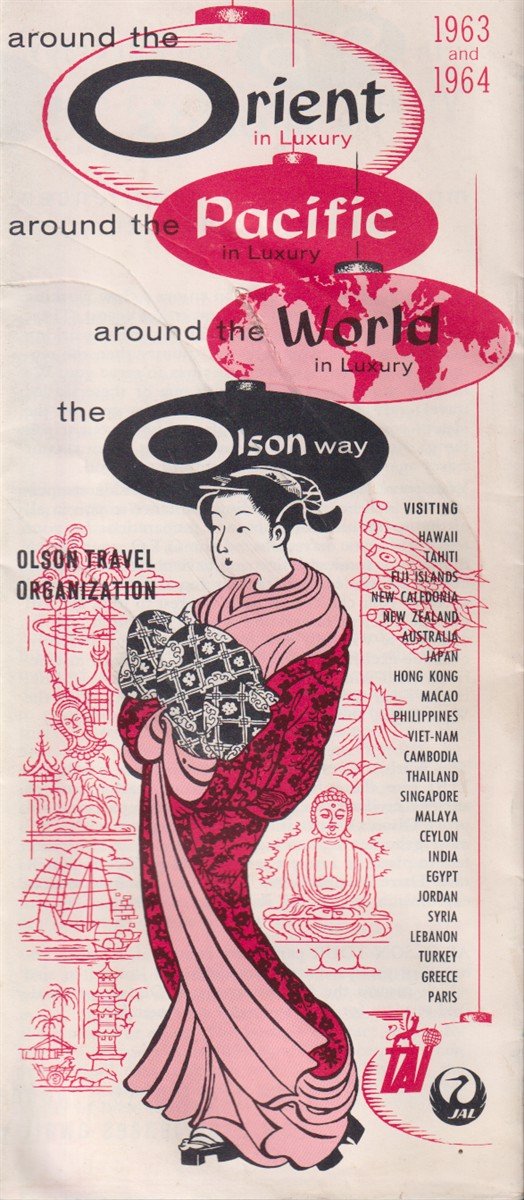 around the
Orient
in Luxury
1963
and
1964
around the
Pacific
in Luxury
around the World
in Luxury
the
Olson way
OLSON TRAVEL
ORGANIZATION
VISITING
HAWAII
TAHITI
FIJI ISLANDS
NEW CALEDONIA
NEW ZEALAND
AUSTRALIA
JAPAN
HONG KONG
MACAO
PHILIPPINES
VIET-NAM
CAMBODIA
THAILAND
SINGAPORE
MALAYA
CEYLON
INDIA
EGYPT
JORDAN
SYRIA
LEBANON
TURKEY
GREECE
PARIS
TAI
JAL